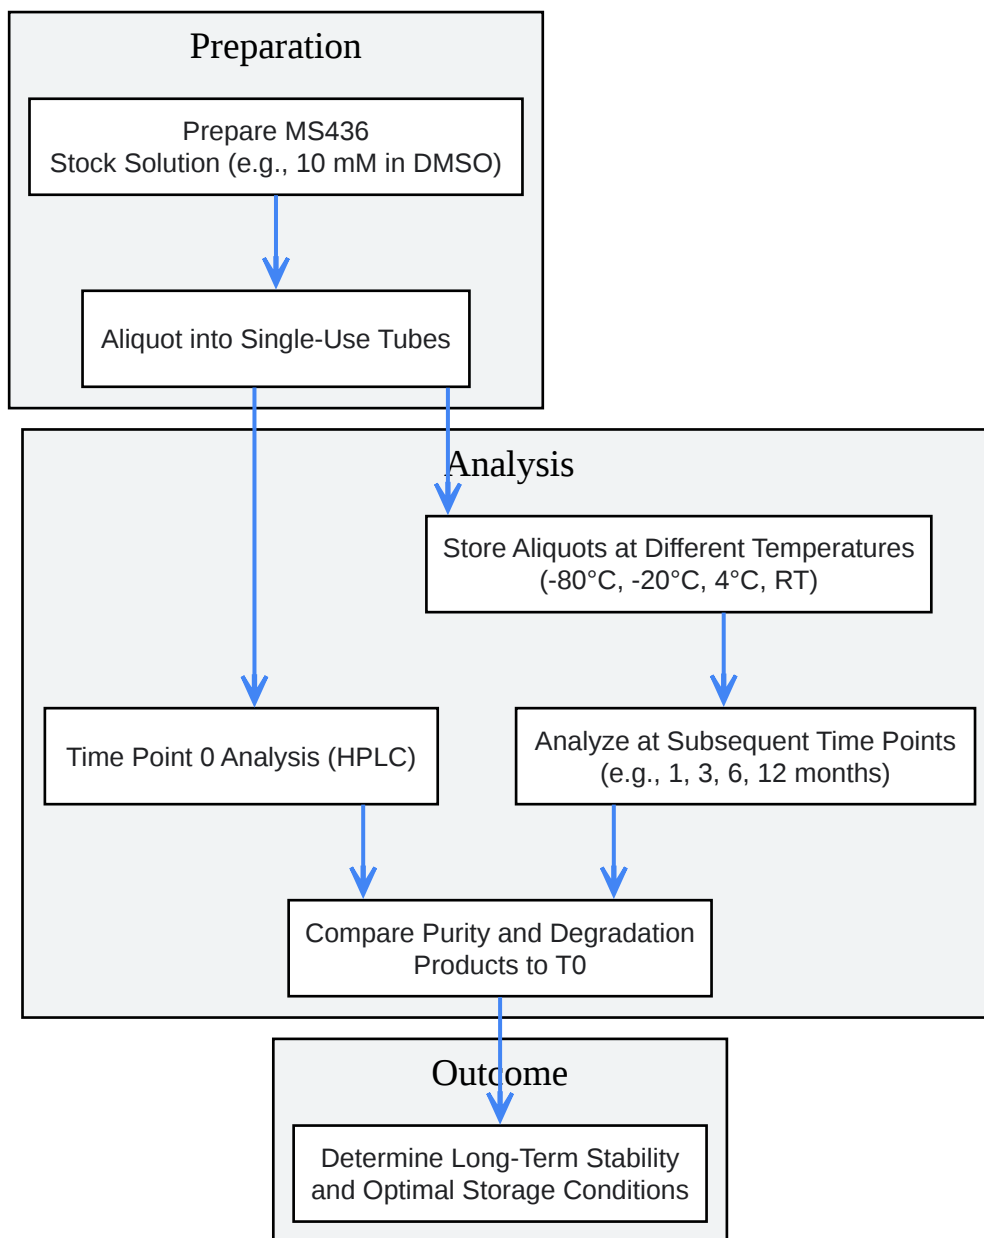 Preparation
Prepare MS436
Stock Solution (e.g., 10 mM in DMSO)
Aliquot into Single-Use Tubes
Analysis
Store Aliquots at Different Temperatures
(-80°C, -20°C, 4°C, RT)
Time Point 0 Analysis (HPLC)
Analyze at Subsequent Time Points
(e.g., 1, 3, 6, 12 months)
Compare Purity and Degradation
Products to T0
Outcome
Determine Long-Term Stability
and Optimal Storage Conditions